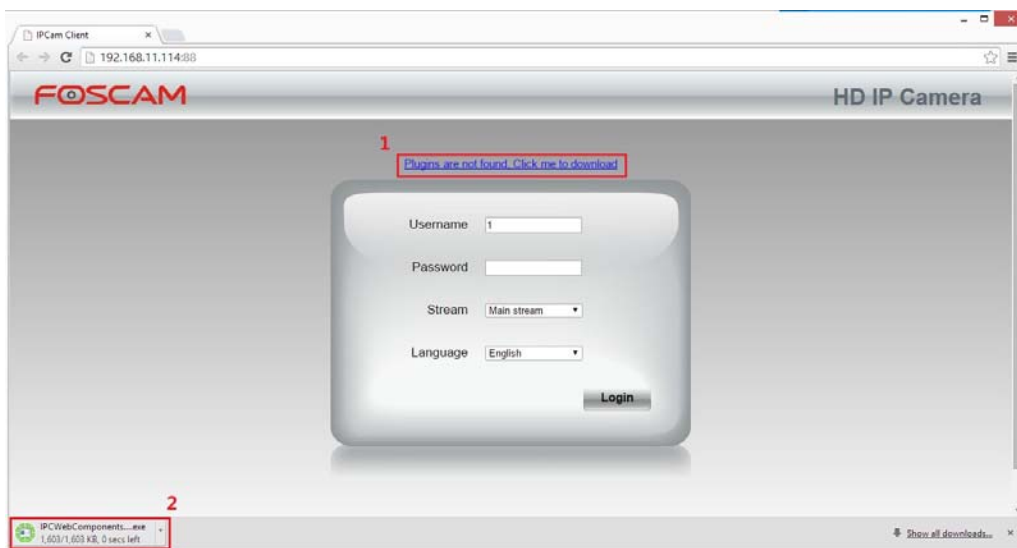 IPCam Client
192.168.11.114:88
FOSCAM
HD IP Camera
1
Plugins are not found, Click me to download
Username 1
Password
Stream Main stream
Language English
Login
2
IPCWebComponents....exe
1,603/1,603 KB, 0 secs left
Show all downloads...